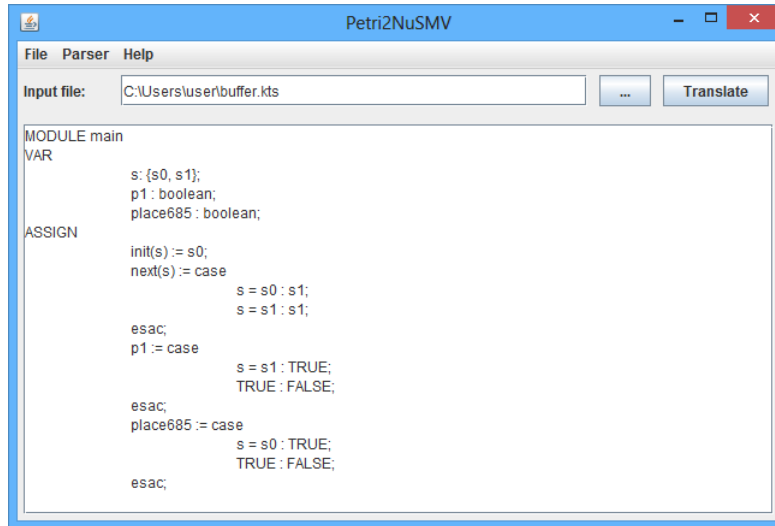 Petri2NuSMV
File Parser Help
Input file: C:\Users\user\buffer.kts ... Translate
MODULE main
VAR
s: {s0, s1};
p1 : boolean;
place685 : boolean;
ASSIGN
init(s) := s0;
next(s) := case
s = s0 : s1;
s = s1 : s1;
esac;
p1 := case
s = s1 : TRUE;
TRUE : FALSE;
esac;
place685 := case
s = s0 : TRUE;
TRUE : FALSE;
esac;